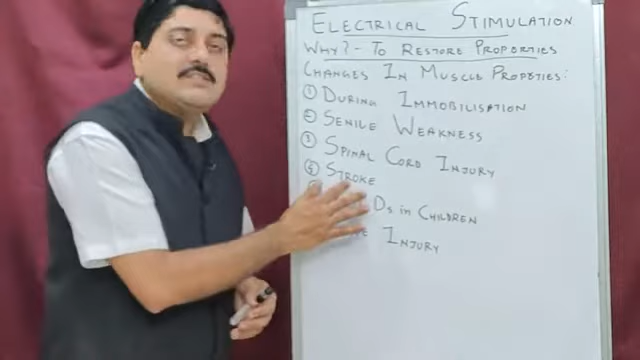 ELECTRICAL STIMULATION
WHY? - TO RESTORE PROPERTIES
CHANGES IN MUSCLE PROPETIES:
① DURING IMMOBILISATION
② SENILE WEAKNESS
③ SPINAL CORD INJURY
④ STROKE
Ds in CHILDREN
INJURY